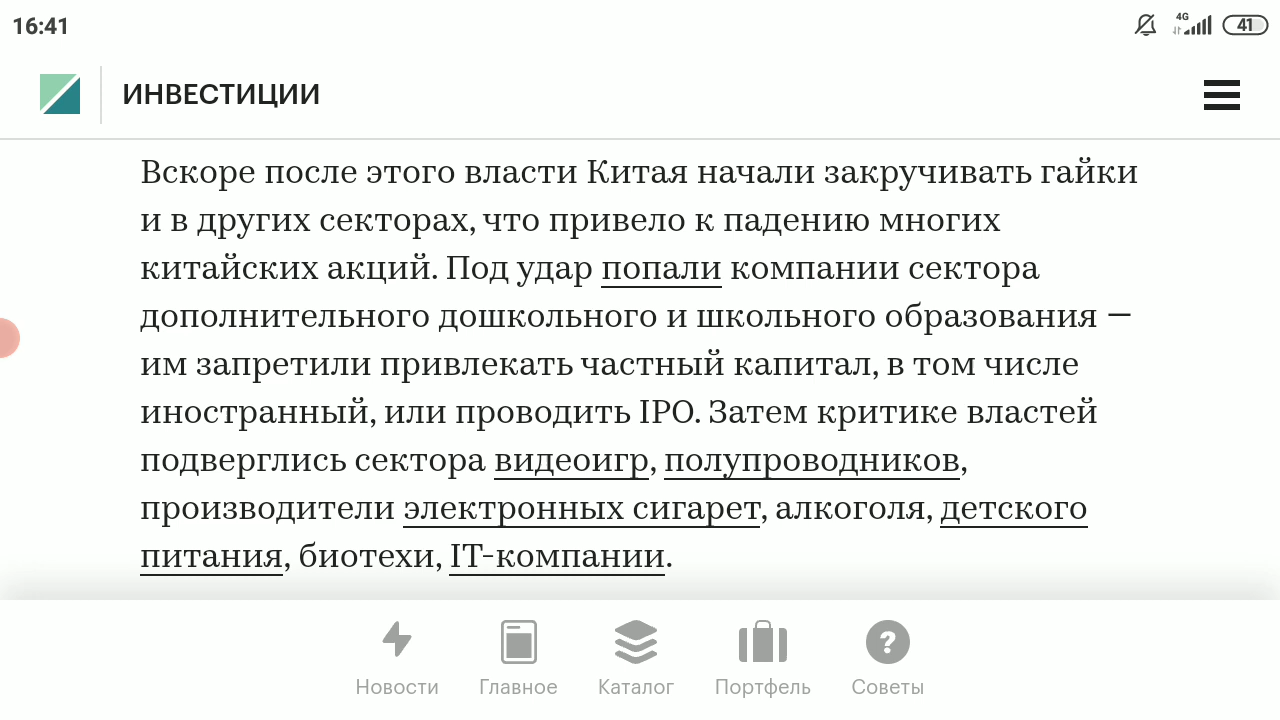 16:41
4G
41
ИНВЕСТИЦИИ
Вскоре после этого власти Китая начали закручивать гайки
и в других секторах, что привело к падению многих
китайских акций. Под удар попали компании сектора
дополнительного дошкольного и школьного образования —
им запретили привлекать частный капитал, в том числе
иностранный, или проводить IPO. Затем критике властей
подверглись сектора видеоигр, полупроводников,
производители электронных сигарет, алкоголя, детского
питания, биотехи, IT-компании.
Новости Главное Каталог Портфель Советы